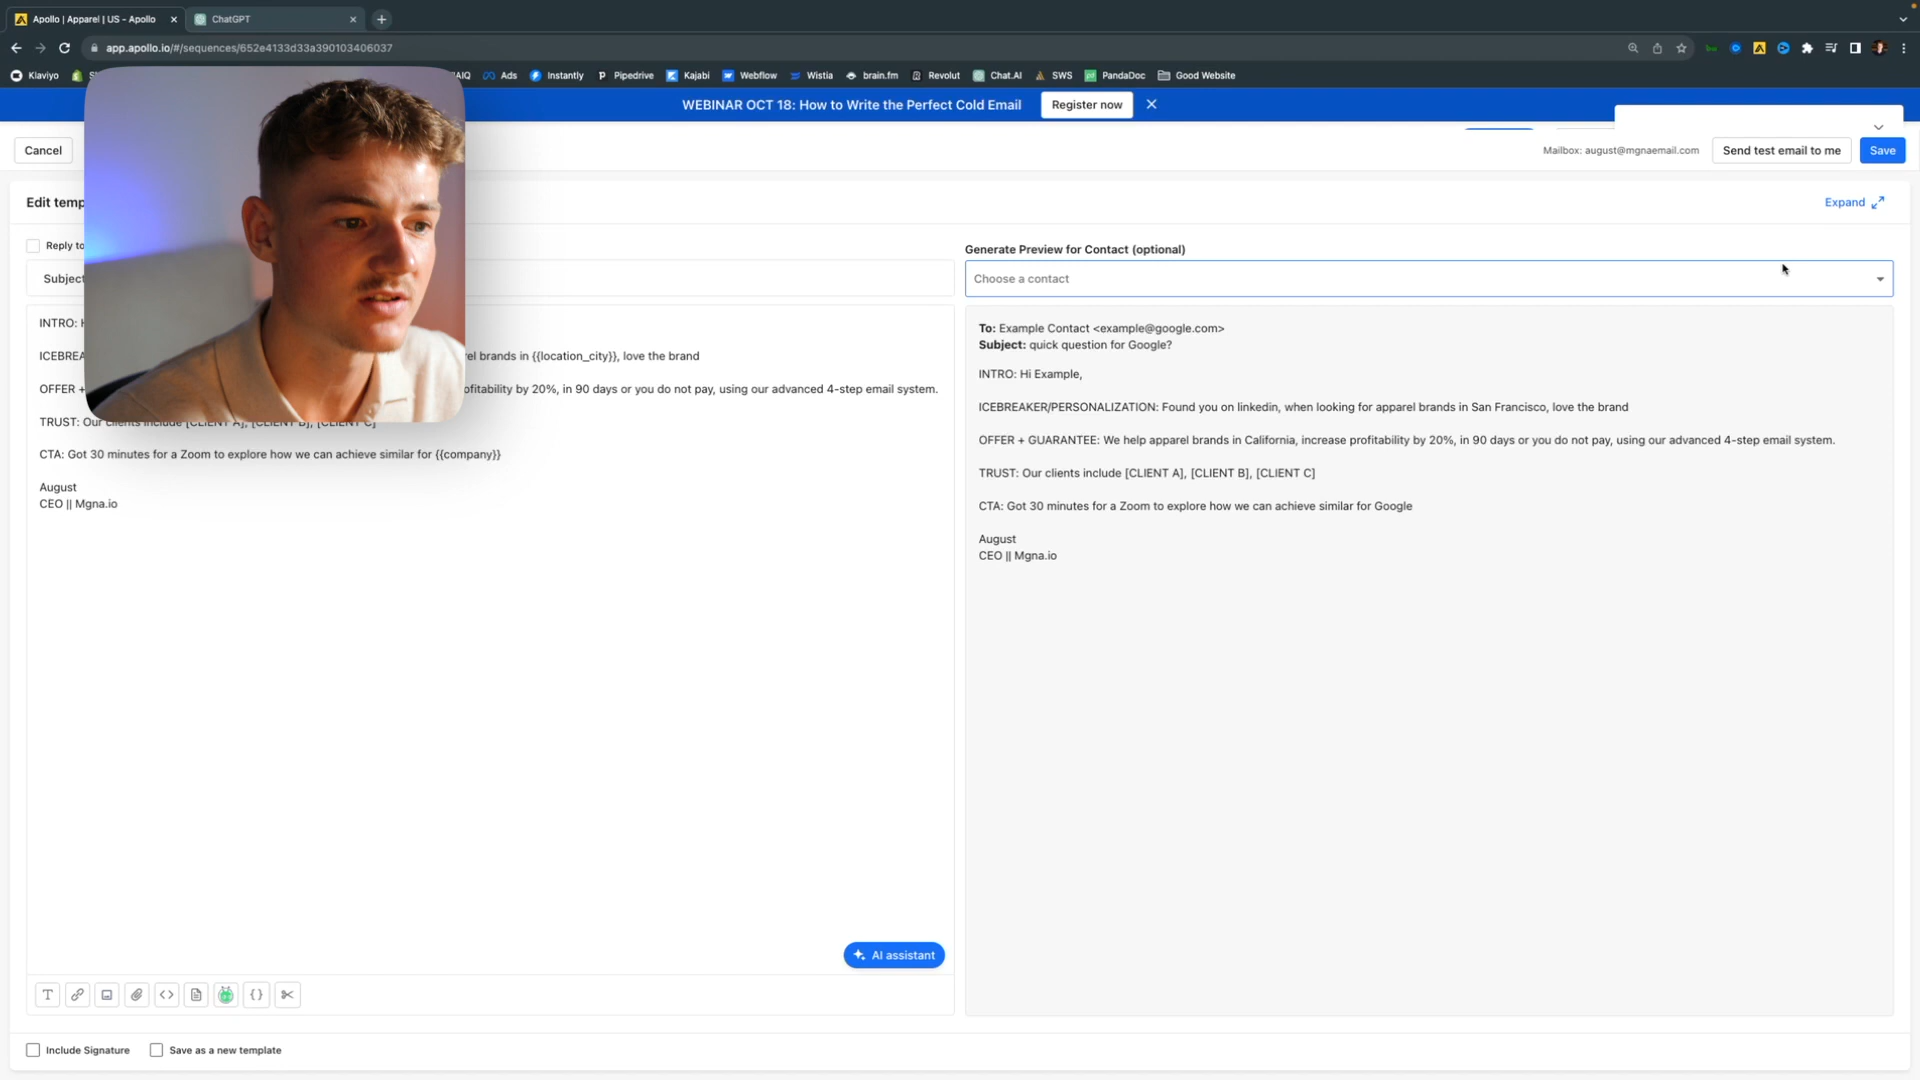 Apollo | Apparel | US - Apollo
ChatGPT
app.apollo.io/#/sequences/652e4133d33a390103406037
Klaviyo
Ads
Instantly
Pipedrive
Kajabi
Webflow
Wistia
brain.fm
Revolut
Chat.AI
SWS
PandaDoc
Good Website
WEBINAR OCT 18: How to Write the Perfect Cold Email
Register now
Cancel
Mailbox: august@mgnaemail.com
Send test email to me
Save
Edit temp
Expand
Reply to
Subject
INTRO: H
ICEBREA
el brands in {{location_city}}, love the brand
OFFER +
ofitability by 20%, in 90 days or you do not pay, using our advanced 4-step email system.
TRUST: Our clients include [CLIENT A], [CLIENT B], [CLIENT C]
CTA: Got 30 minutes for a Zoom to explore how we can achieve similar for {{company}}
August
CEO || Mgna.io
AI assistant
Include Signature
Save as a new template
Generate Preview for Contact (optional)
Choose a contact
To: Example Contact <example@google.com>
Subject: quick question for Google?
INTRO: Hi Example,
ICEBREAKER/PERSONALIZATION: Found you on linkedin, when looking for apparel brands in San Francisco, love the brand
OFFER + GUARANTEE: We help apparel brands in California, increase profitability by 20%, in 90 days or you do not pay, using our advanced 4-step email system.
TRUST: Our clients include [CLIENT A], [CLIENT B], [CLIENT C]
CTA: Got 30 minutes for a Zoom to explore how we can achieve similar for Google
August
CEO || Mgna.io